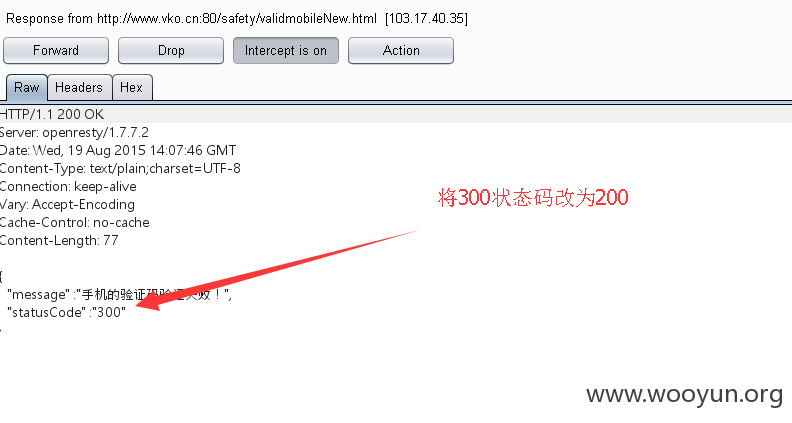 Response from http://www.vko.cn:80/safety/validmobileNew.html [103.17.40.35]
Forward Drop Intercept is on Action
Raw Headers Hex
HTTP/1.1 200 OK
Server: openresty/1.7.7.2
Date: Wed, 19 Aug 2015 14:07:46 GMT
Content-Type: text/plain;charset=UTF-8
Connection: keep-alive
Vary: Accept-Encoding
Cache-Control: no-cache
Content-Length: 77
将300状态码改为200
{
"message" :"手机的验证码验证失败！",
"statusCode" :"300"
www.wooyun.org